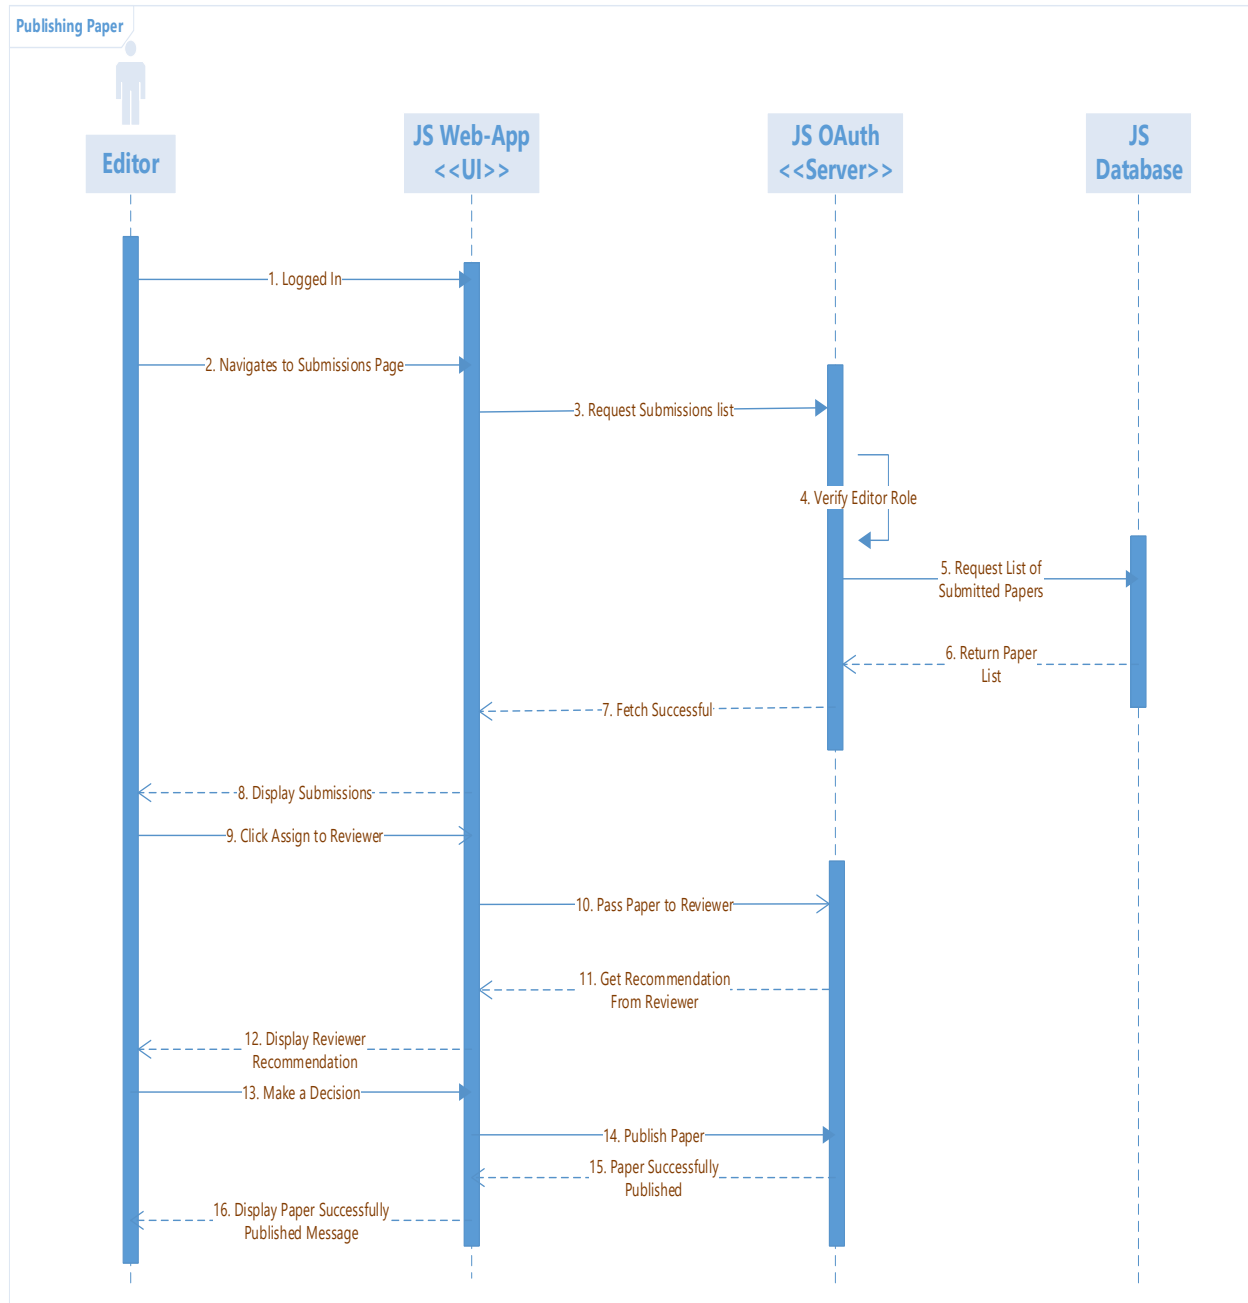 Publishing Paper
Editor
JS Web-App
<<UI>>
JS OAuth
<<Server>>
JS
Database
1. Logged In
2. Navigates to Submissions Page
3. Request Submissions list
4. Verify Editor Role
5. Request List of
Submitted Papers
6. Return Paper
List
7. Fetch Successful
8. Display Submissions
9. Click Assign to Reviewer
10. Pass Paper to Reviewer
11. Get Recommendation
From Reviewer
12. Display Reviewer
Recommendation
13. Make a Decision
14. Publish Paper
15. Paper Successfully
Published
16. Display Paper Successfully
Published Message